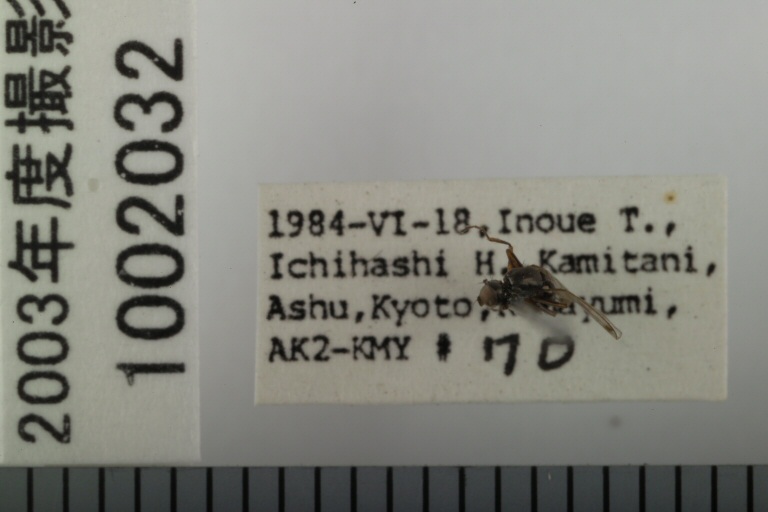 2003年度撮影
1002032
1984-VI-18, Inoue T.,
Ichihashi H. Kamitani,
Ashu, Kyoto,
AK2-KMY # 170